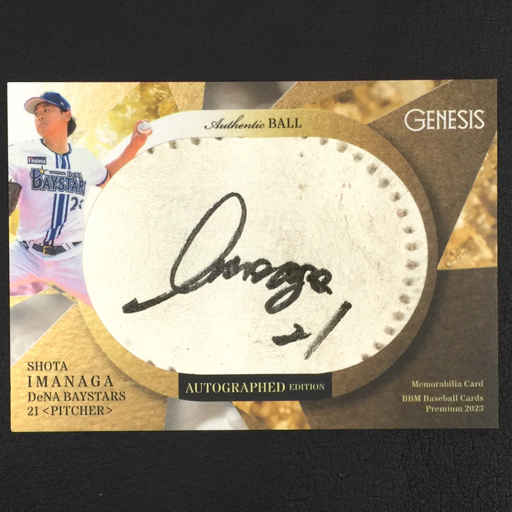 Authentic BALL
GENESIS
BAYSTARS
Imanaga
21
SHOTA
IMANAGA
DeNA BAYSTARS
21 <PITCHER>
AUTOGRAPHED EDITION
Memorabilia Card
BBM Baseball Cards
Premium 2023